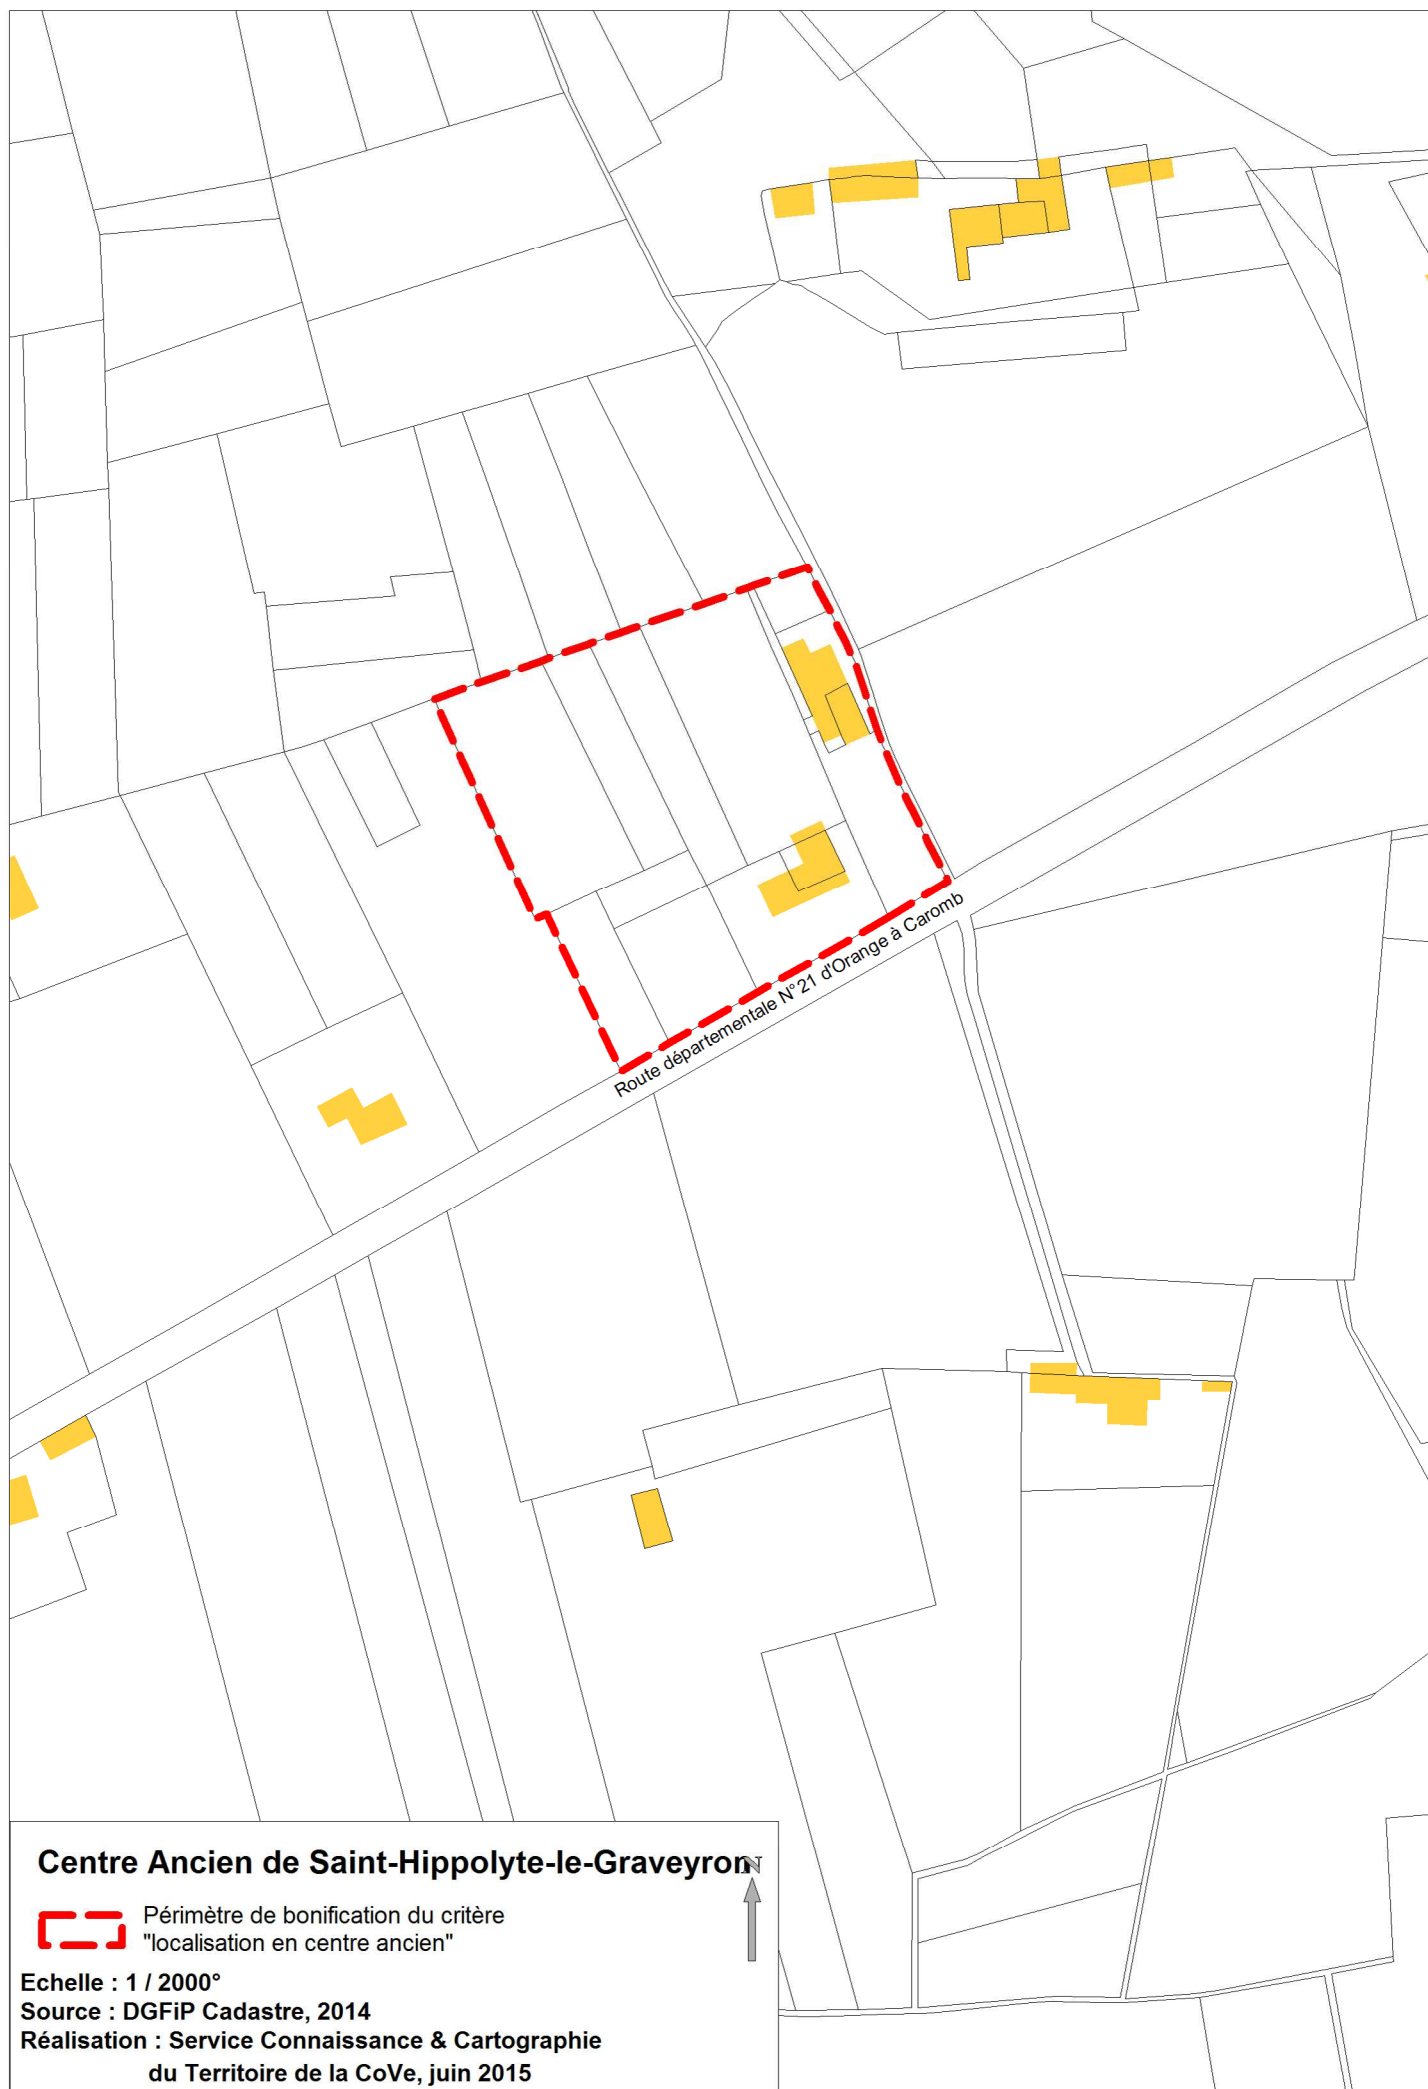 Route départementale N°21 d'Orange à Caromb
Centre Ancien de Saint-Hippolyte-le-Graveyron
N
Périmètre de bonification du critère
"localisation en centre ancien"
Echelle : 1 / 2000°
Source : DGFiP Cadastre, 2014
Réalisation : Service Connaissance & Cartographie
du Territoire de la CoVe, juin 2015